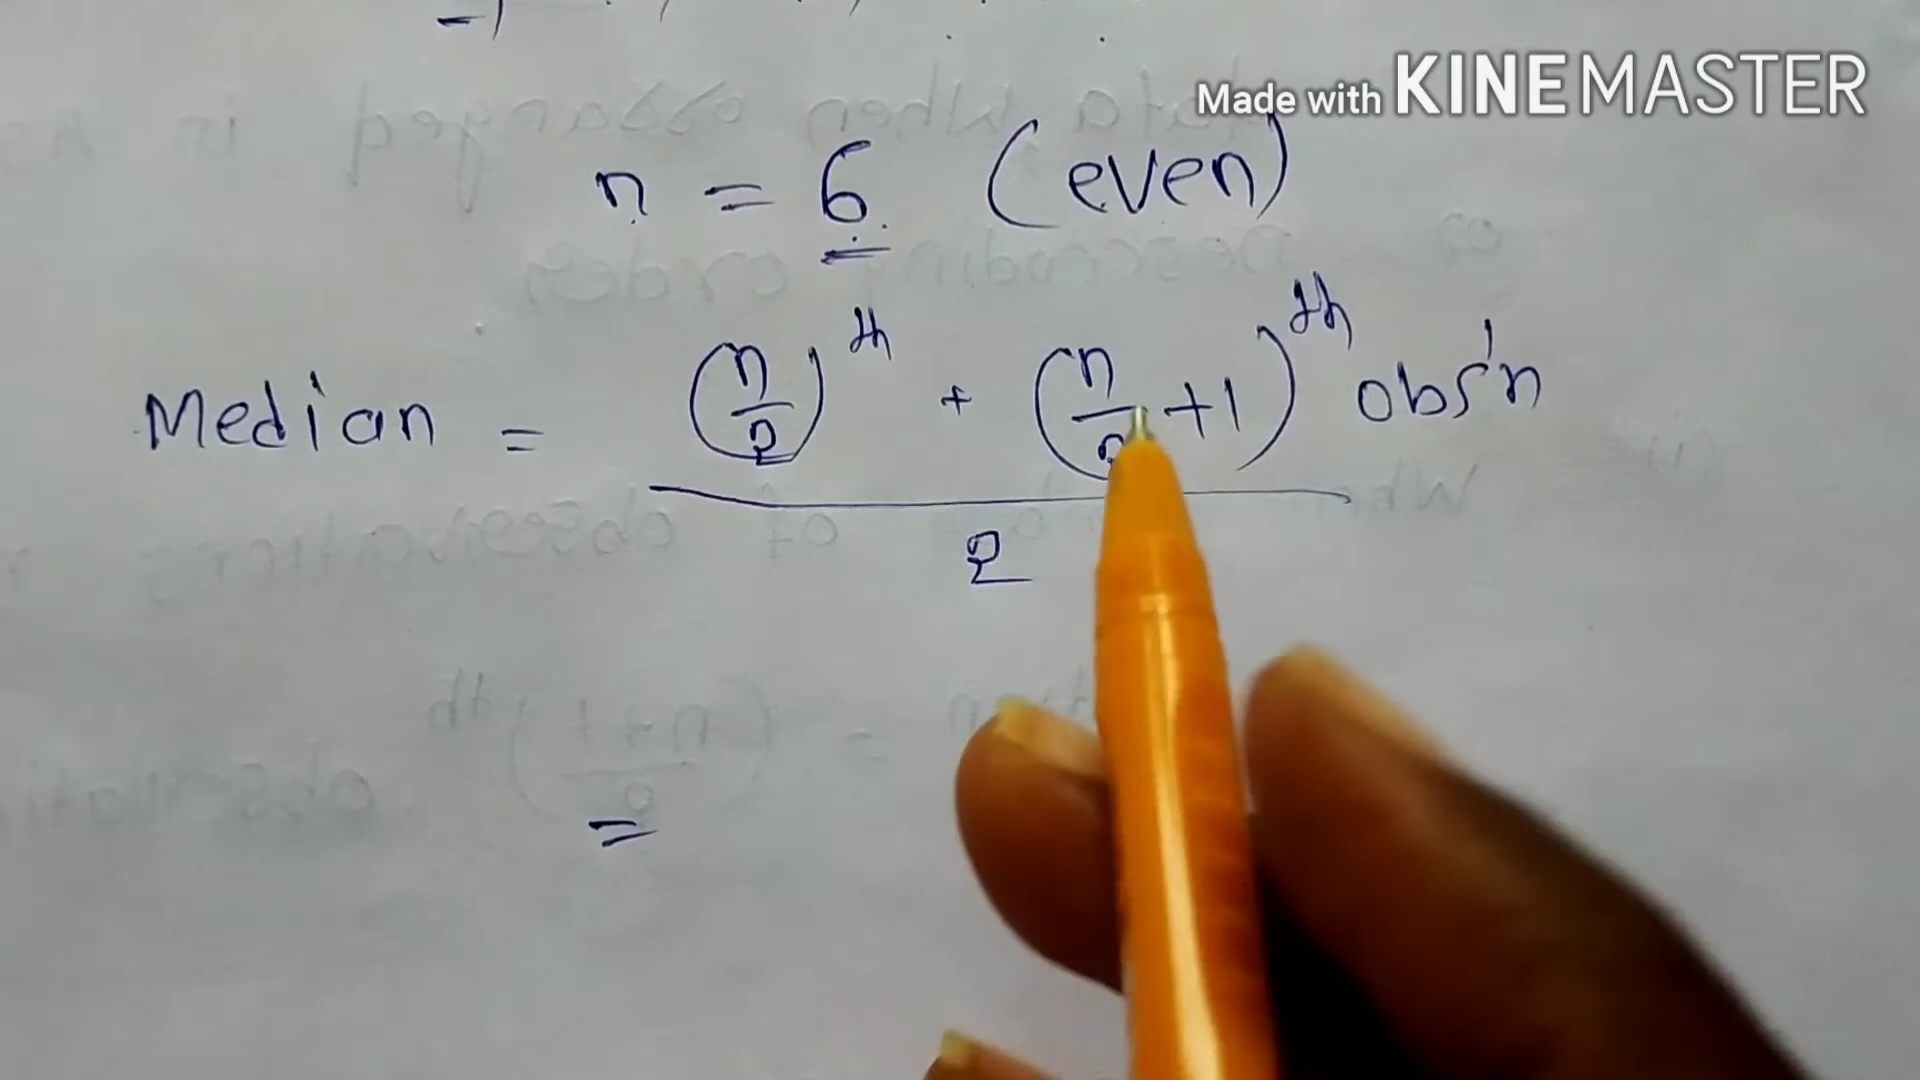 Made with KINEMASTER
n = 6 (even)
Median = (n/2)th + (n/2 +1)th obs'n
2
=